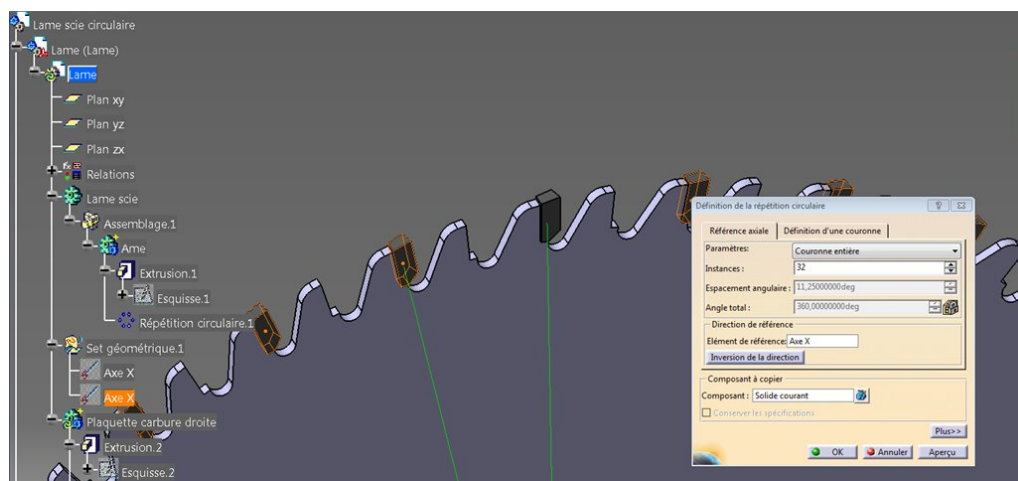 Lame scie circulaire
Lame (Lame)
Lame
Plan xy
Plan yz
Plan zx
Relations
Lame scie
Assemblage.1
Ame
Extrusion.1
Esquisse.1
Répétition circulaire.1
Set géométrique.1
Axe X
Axe X
Plaquette carbure droite
Extrusion.2
Esquisse.2
Définition de la répétition circulaire
Référence axiale
Définition d'une couronne
Paramètres:
Couronne entière
Instances :
32
Espacement angulaire :
11,25000000deg
Angle total :
360,00000000deg
Direction de référence
Elément de référence:
Axe X
Inversion de la direction
Composant à copier
Composant :
Solide courant
Conserver les spécifications
Plus>>
OK
Annuler
Aperçu